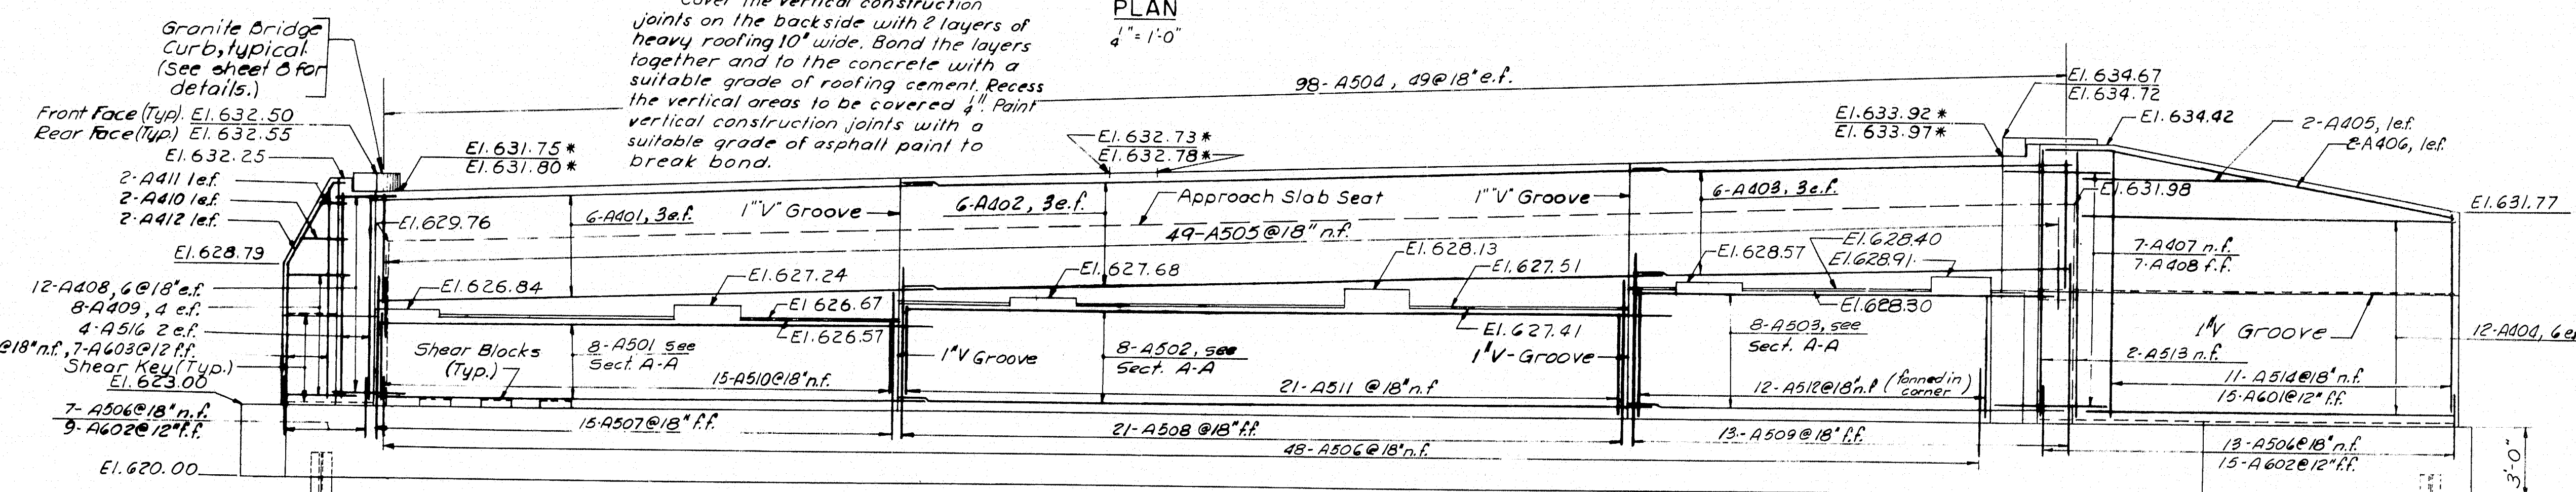 Cover the vertical construction
joints on the backside with 2 layers of
heavy roofing 10" wide. Bond the layers
together and to the concrete with a
suitable grade of roofing cement. Recess
the vertical areas to be covered 1/4". Paint
vertical construction joints with a
suitable grade of asphalt paint to
break bond.
PLAN
1/4" = 1'-0"
Granite Bridge
Curb, typical.
(See sheet 8 for
details.)
Front Face (Typ). El. 632.50
Rear Face (Typ.) El. 632.55
El. 632.25
2-A411 1e.f.
2-A410 1e.f.
2-A412 1e.f.
El. 628.79
12-A408, 6@18"e.f.
8-A409, 4 e.f.
4-A516 2 e.f.
@18"n.f., 7-A603@12 f.f.
Shear Key (Typ.)
El. 623.00
7-A506@18"n.f.
9-A602@12"f.f.
El. 620.00
98-A504, 49@18"e.f.
El. 631.75 *
El. 631.80 *
El. 632.73 *
El. 632.78 *
El. 633.92 *
El. 633.97 *
El. 634.67
El. 634.72
El. 634.42
2-A405, 1e.f.
2-A406, 1e.f.
El. 631.98
El. 631.77
El. 629.76
6-A401, 3e.f.
1" "V" Groove
6-A402, 3e.f.
Approach Slab Seat
1" "V" Groove
6-A403, 3e.f.
49-A505@18"n.f.
El. 626.84
El. 627.24
El. 626.67
El. 626.57
El. 627.68
El. 628.13
El. 627.51
El. 627.41
El. 628.57
El. 628.40
El. 628.91
El. 628.30
7-A407 n.f.
7-A408 f.f.
1"V Groove
12-A404, 6e
Shear Blocks
(Typ.)
8-A501 see
Sect. A-A
1"V Groove
8-A502, see
Sect. A-A
1"V-Groove
8-A503, see
Sect. A-A
2-A513 n.f.
15-A510@18"n.f.
21-A511 @18"n.f
12-A512@18"n.f (fanned in
corner)
11-A514@18"n.f.
15-A601@12"f.f.
15-A507@18"f.f.
21-A508@18"f.f
13-A509@18"f.f.
48-A506@18"n.f.
13-A506@18"n.f.
15-A602@12"f.f.
3'-0"